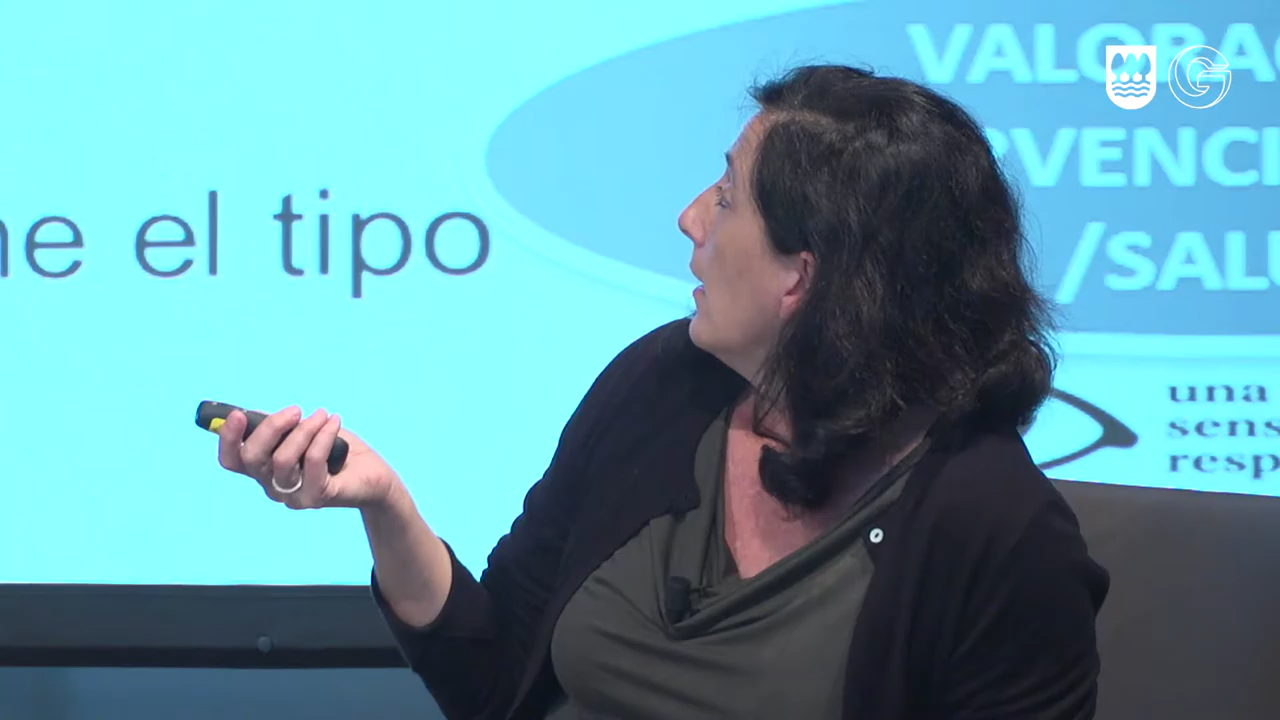 ne el tipo
VALORAC
RVENCI
/SALU
una
sens
resp
G